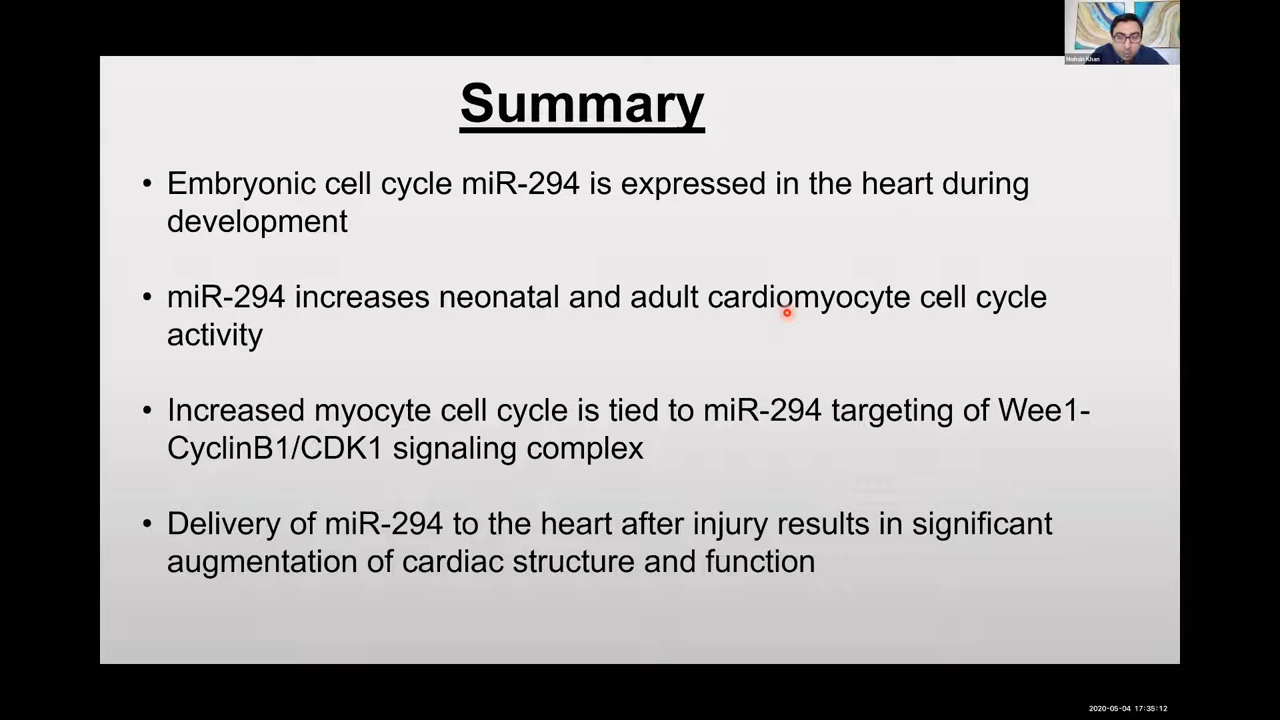 Mohsin Khan
Summary
• Embryonic cell cycle miR-294 is expressed in the heart during
development
• miR-294 increases neonatal and adult cardiomyocyte cell cycle
activity
• Increased myocyte cell cycle is tied to miR-294 targeting of Wee1-
CyclinB1/CDK1 signaling complex
• Delivery of miR-294 to the heart after injury results in significant
augmentation of cardiac structure and function
2020-05-04 17:35:12